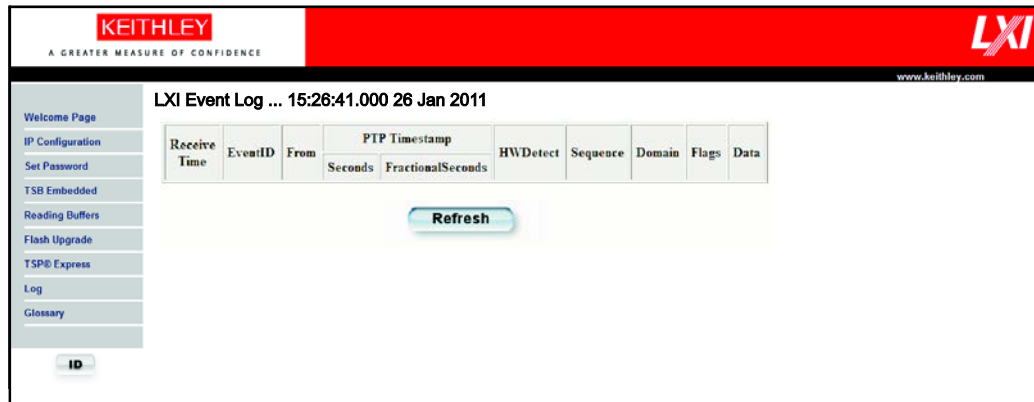 KEITHLEY
A GREATER MEASURE OF CONFIDENCE
LXI
www.keithley.com
Welcome Page
IP Configuration
Set Password
TSB Embedded
Reading Buffers
Flash Upgrade
TSP® Express
Log
Glossary
ID
LXI Event Log ... 15:26:41.000 26 Jan 2011
Receive Time EventID From PTP Timestamp HWDetect Sequence Domain Flags Data
Seconds FractionalSeconds
Refresh